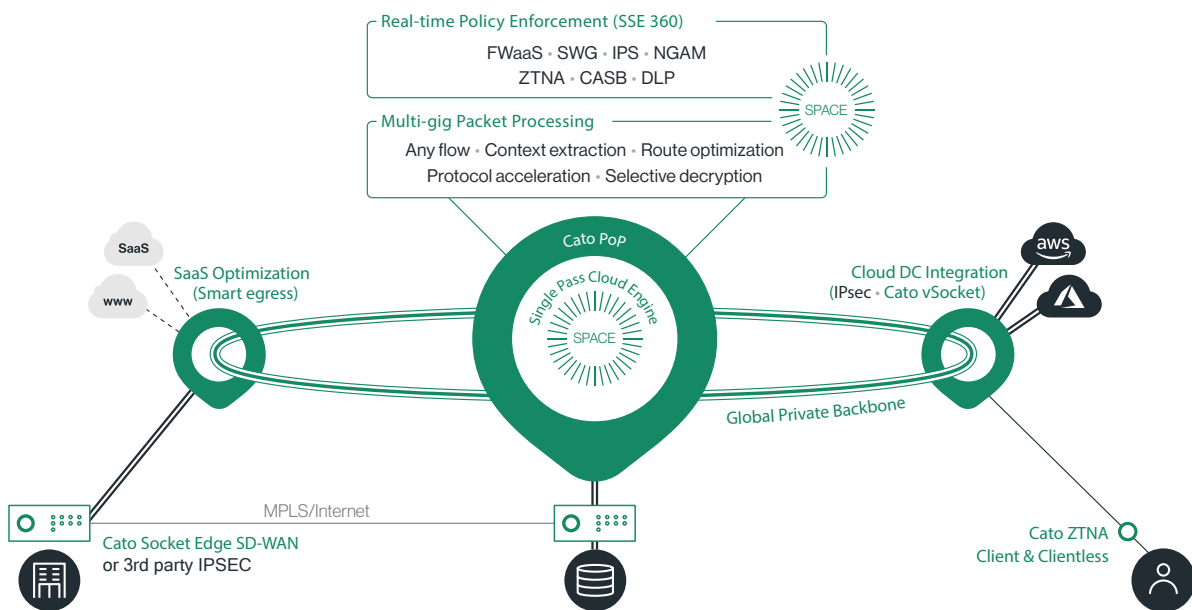 Real-time Policy Enforcement (SSE 360)
FWaaS • SWG • IPS • NGAM
ZTNA • CASB • DLP
SPACE
Multi-gig Packet Processing
Any flow • Context extraction • Route optimization
Protocol acceleration • Selective decryption
Cato PoP
Single Pass Cloud Engine
SPACE
SaaS
www
SaaS Optimization
(Smart egress)
aws
Cloud DC Integration
(IPsec • Cato vSocket)
Global Private Backbone
MPLS/Internet
Cato Socket Edge SD-WAN
or 3rd party IPSEC
Cato ZTNA
Client & Clientless